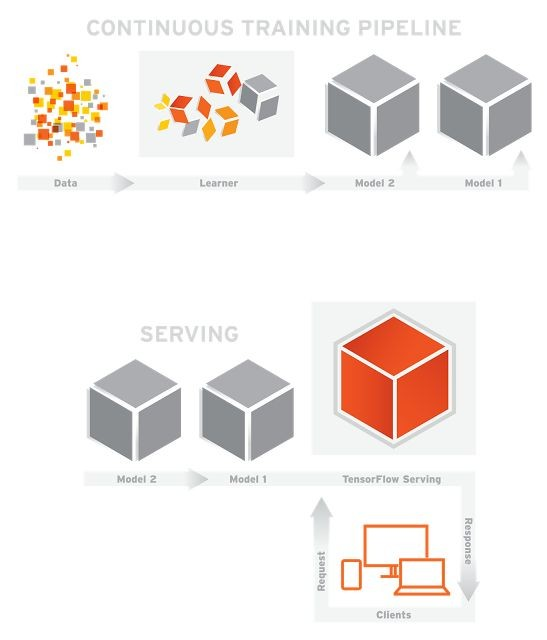 CONTINUOUS TRAINING PIPELINE
Data
Learner
Model 2
Model 1
SERVING
Model 2
Model 1
TensorFlow Serving
Request
Response
Clients